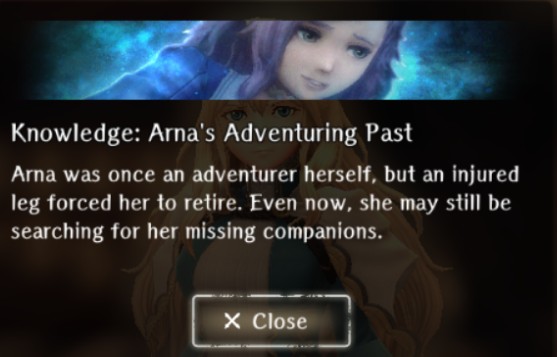 Knowledge: Arna's Adventuring Past
Arna was once an adventurer herself, but an injured
leg forced her to retire. Even now, she may still be
searching for her missing companions.
✕ Close